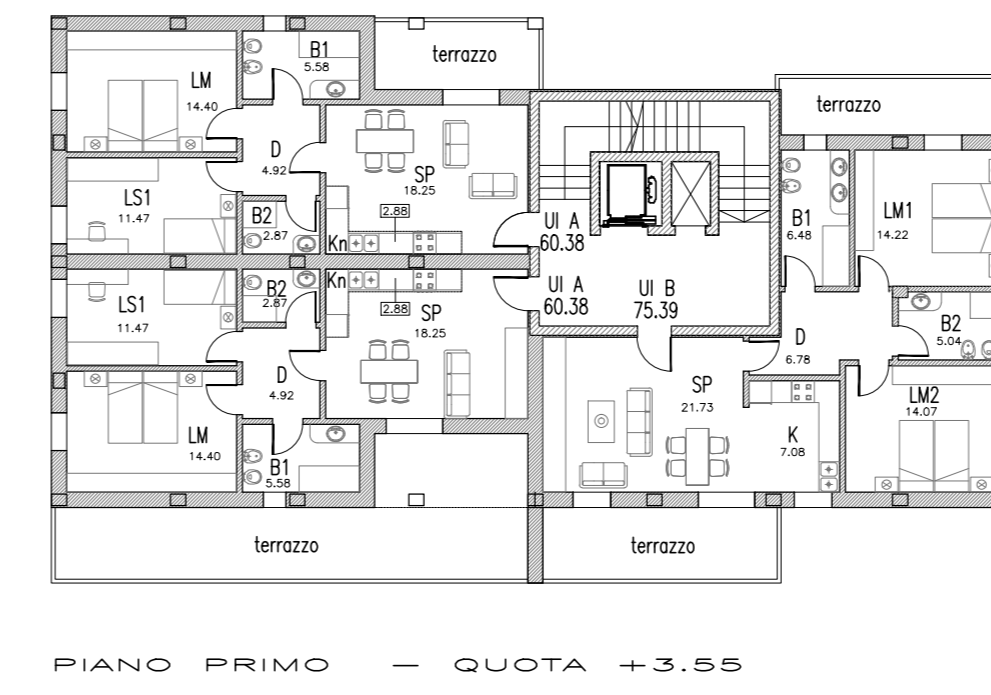 terrazzo
B1
5.58
LM
14.40
terrazzo
D
4.92
SP
18.25
LS1
11.47
B2
2.87
2.88
Kn
UI A
60.38
B1
6.48
LM1
14.22
Kn
B2
2.87
LS1
11.47
2.88
SP
18.25
UI A
60.38
UI B
75.39
D
6.78
B2
5.04
D
4.92
SP
21.73
LM2
14.07
LM
14.40
K
7.08
B1
5.58
terrazzo
terrazzo
PIANO PRIMO — QUOTA +3.55